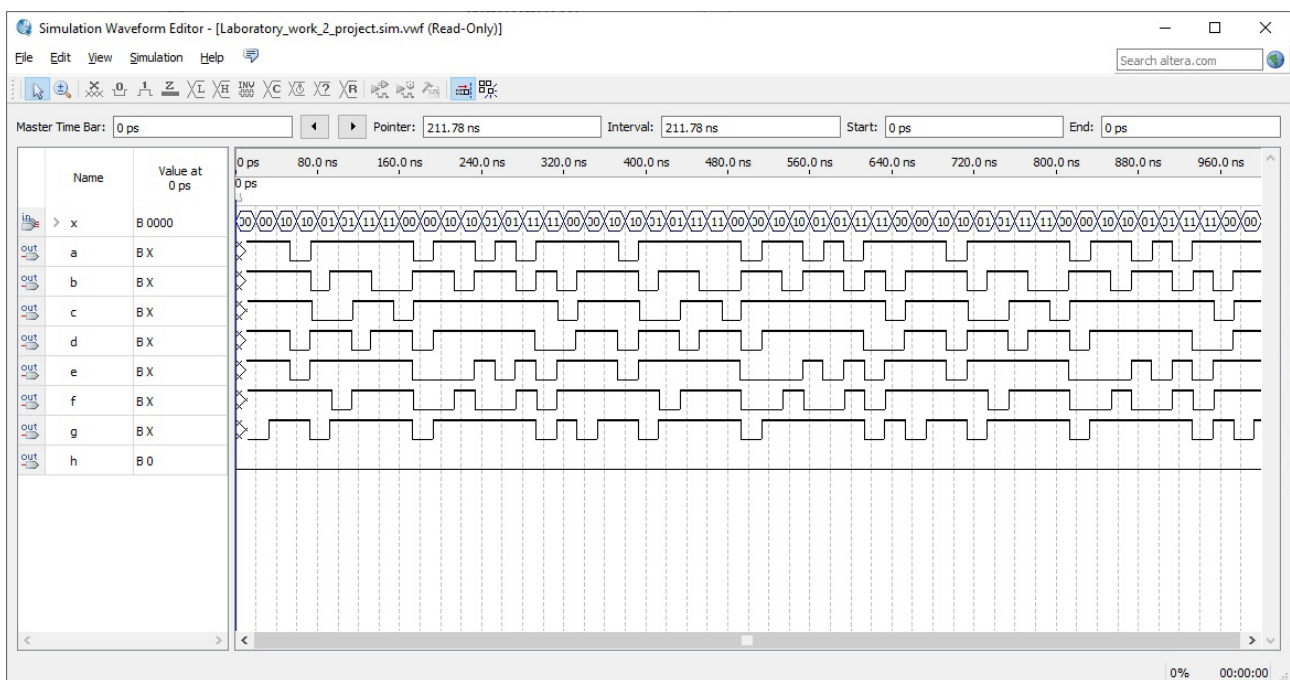 Simulation Waveform Editor - [Laboratory_work_2_project.sim.vwf (Read-Only)]
File Edit View Simulation Help
Search altera.com
Master Time Bar: 0 ps Pointer: 211.78 ns Interval: 211.78 ns Start: 0 ps End: 0 ps
Name Value at 0 ps
0 ps 80.0 ns 160.0 ns 240.0 ns 320.0 ns 400.0 ns 480.0 ns 560.0 ns 640.0 ns 720.0 ns 800.0 ns 880.0 ns 960.0 ns
0 ps
x B 0000
a B X
b B X
c B X
d B X
e B X
f B X
g B X
h B 0
0% 00:00:00